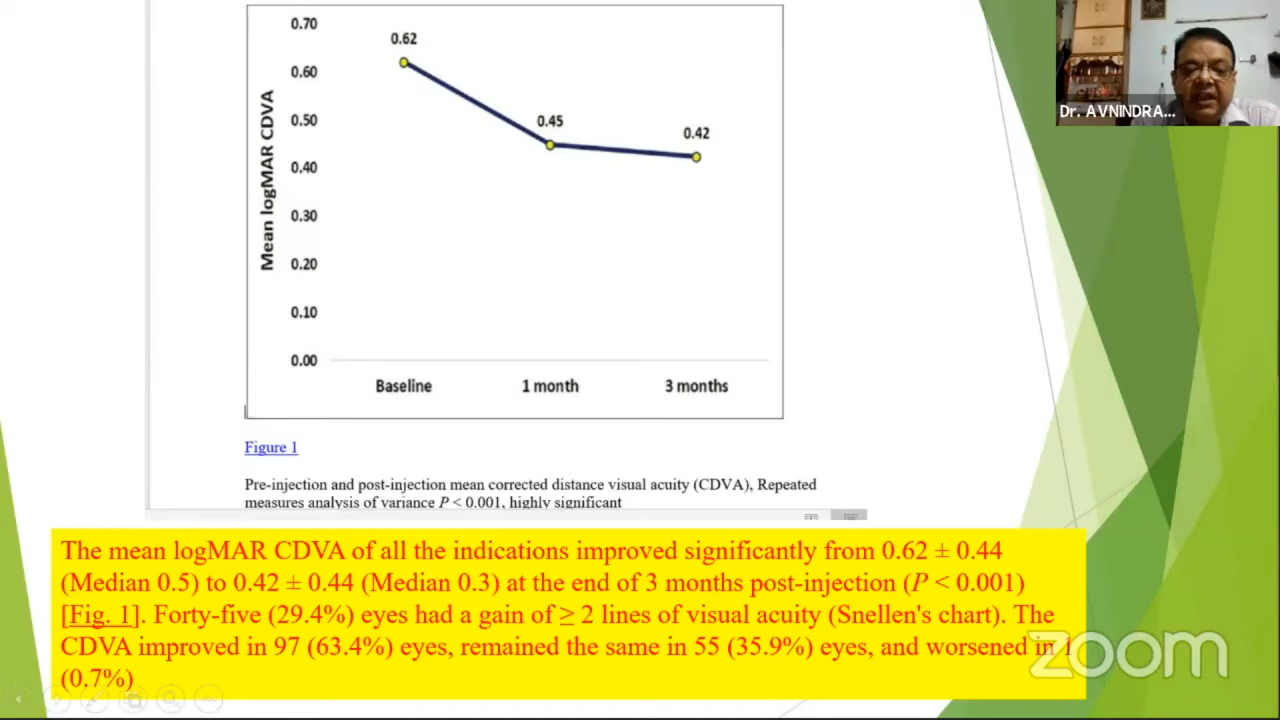 0.70
0.62
0.60
0.50
0.45
0.42
0.40
0.30
0.20
0.10
0.00
Mean logMAR CDVA
Baseline 1 month 3 months
Dr. AVNINDRA...
Figure 1
Pre-injection and post-injection mean corrected distance visual acuity (CDVA), Repeated
measures analysis of variance P < 0.001, highly significant
The mean logMAR CDVA of all the indications improved significantly from 0.62 ± 0.44
(Median 0.5) to 0.42 ± 0.44 (Median 0.3) at the end of 3 months post-injection (P < 0.001)
[Fig. 1]. Forty-five (29.4%) eyes had a gain of ≥ 2 lines of visual acuity (Snellen's chart). The
CDVA improved in 97 (63.4%) eyes, remained the same in 55 (35.9%) eyes, and worsened in 1
(0.7%)
zoom